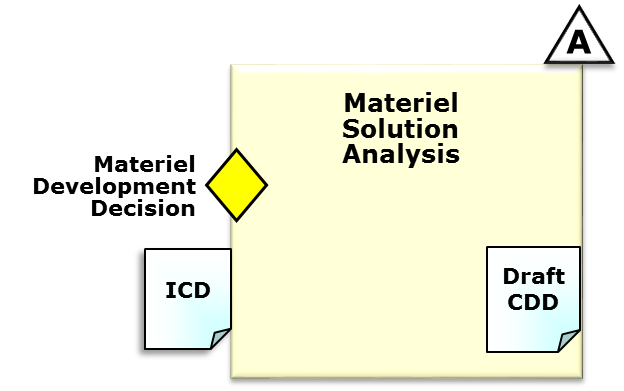 A
Materiel
Solution
Analysis
Materiel
Development
Decision
ICD
Draft
CDD